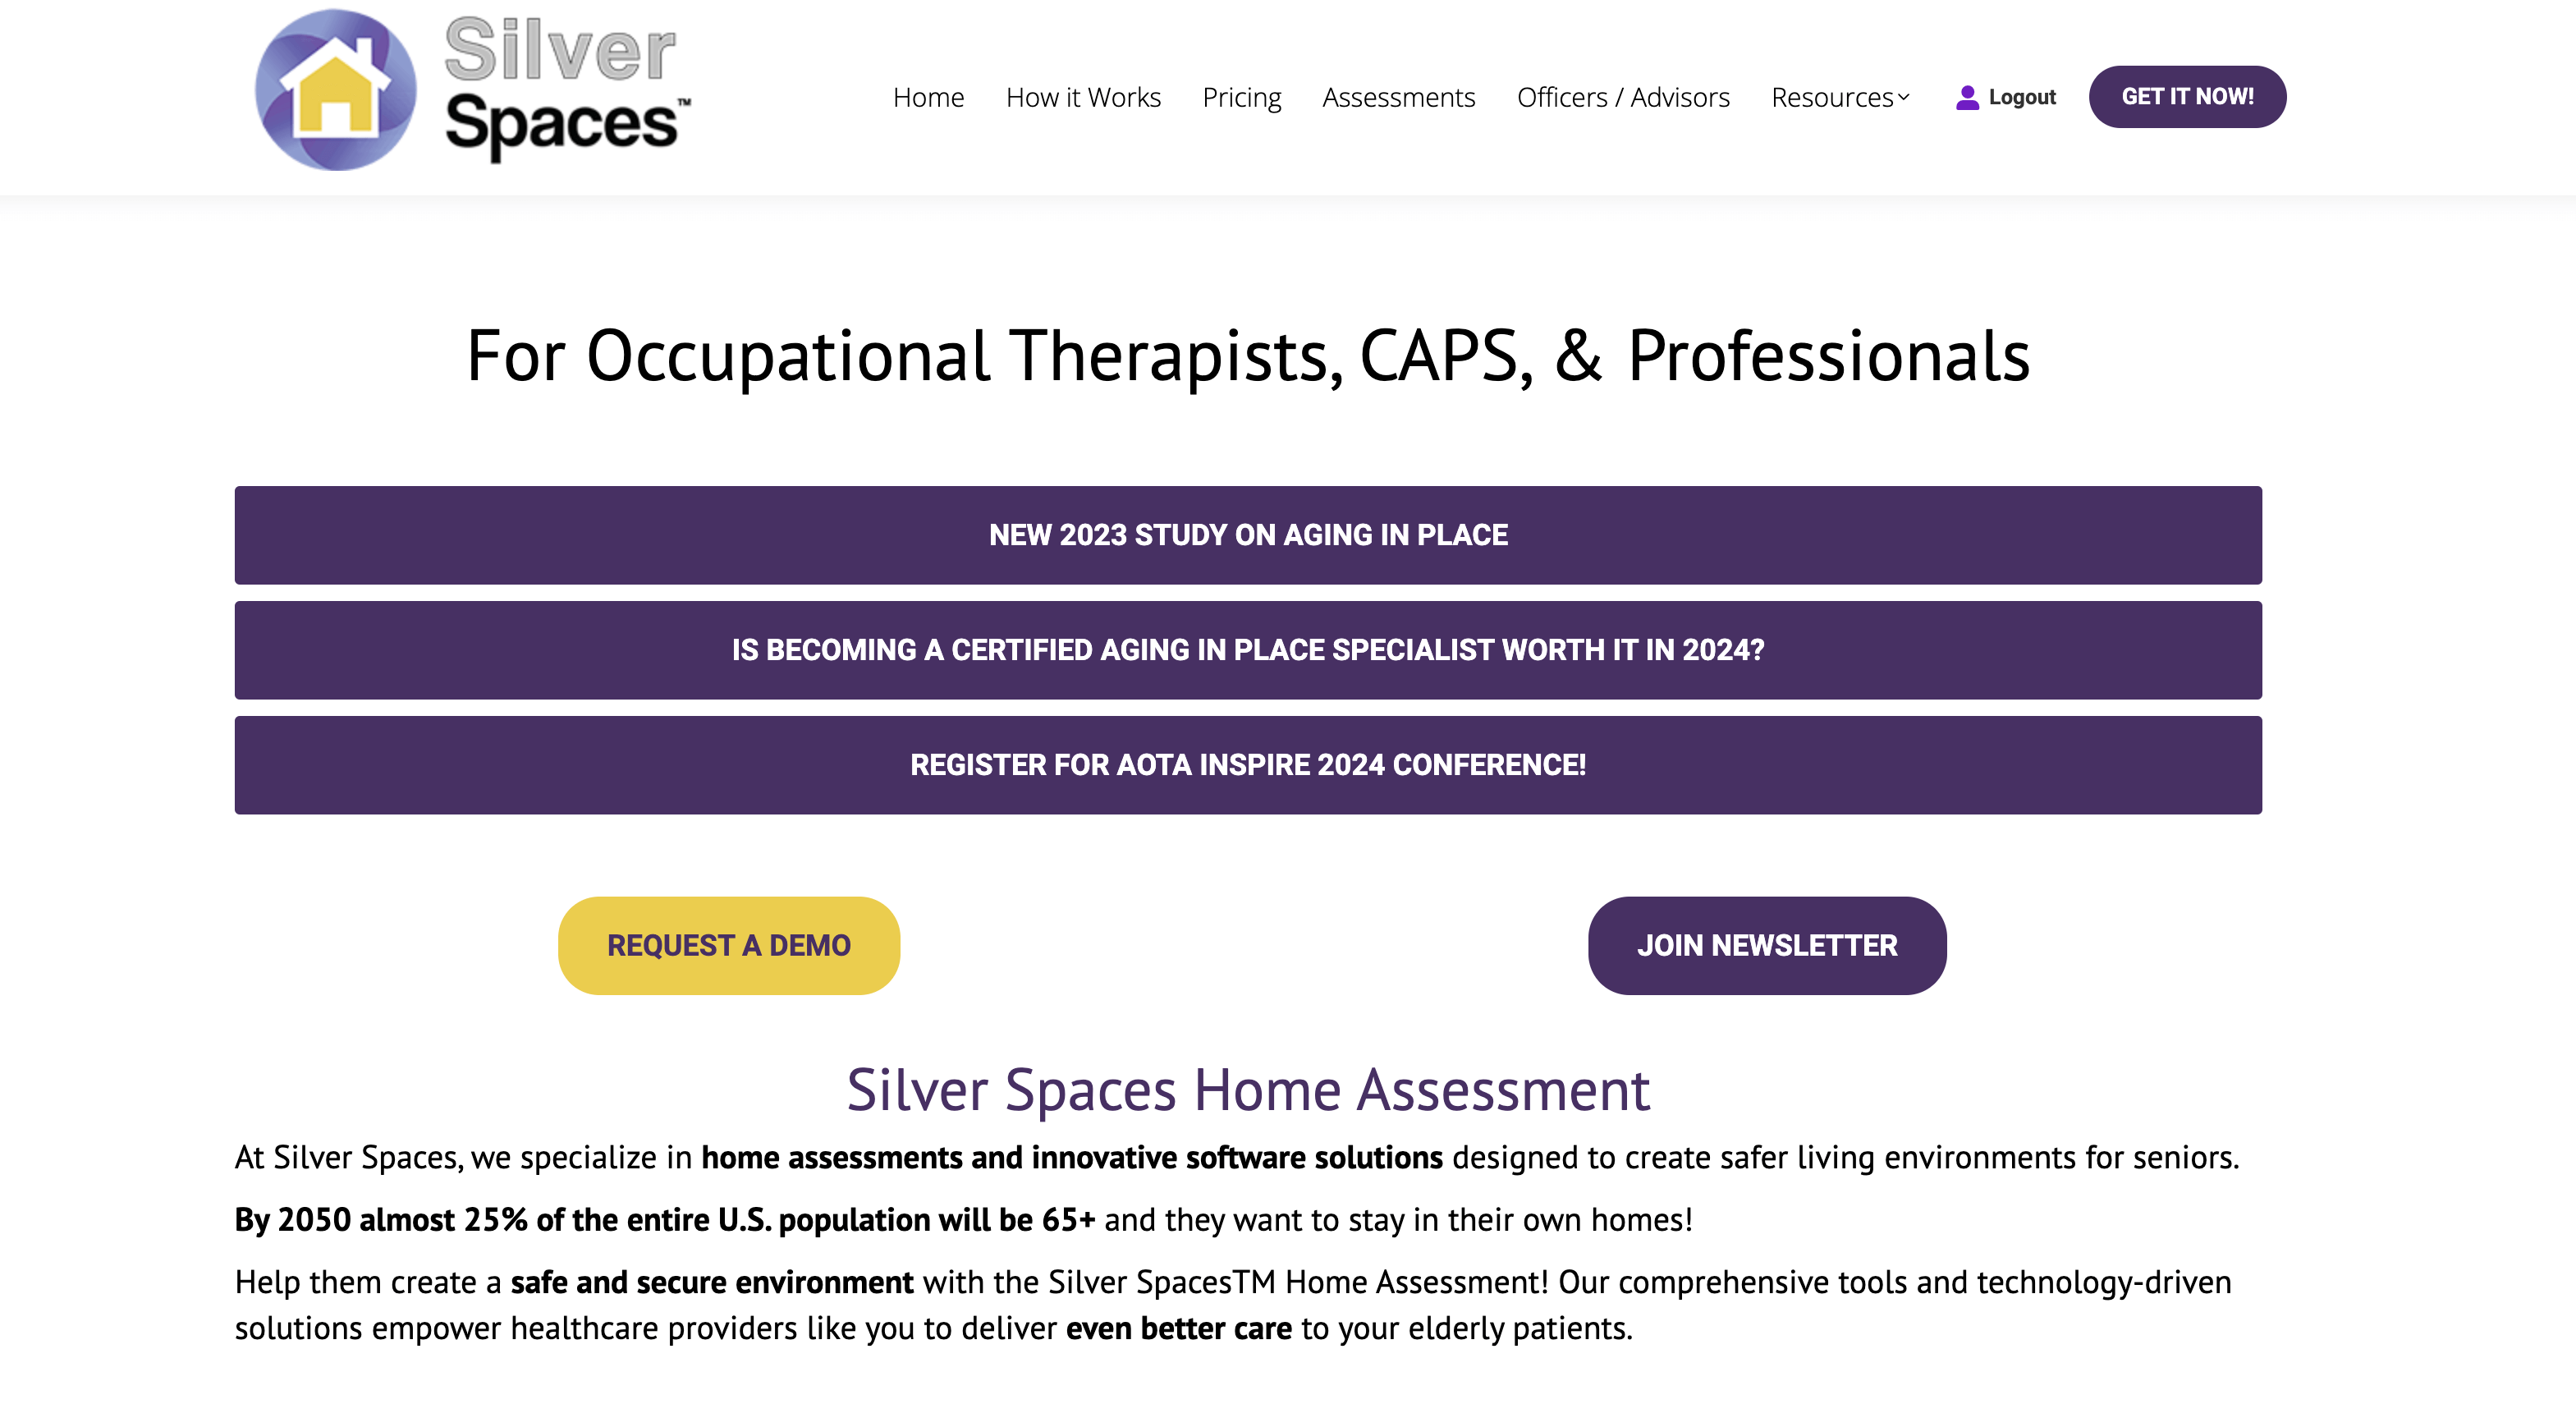 Silver
Spaces™
Home How it Works Pricing Assessments Officers / Advisors Resources Logout GET IT NOW!
For Occupational Therapists, CAPS, & Professionals
NEW 2023 STUDY ON AGING IN PLACE
IS BECOMING A CERTIFIED AGING IN PLACE SPECIALIST WORTH IT IN 2024?
REGISTER FOR AOTA INSPIRE 2024 CONFERENCE!
REQUEST A DEMO JOIN NEWSLETTER
Silver Spaces Home Assessment
At Silver Spaces, we specialize in home assessments and innovative software solutions designed to create safer living environments for seniors.
By 2050 almost 25% of the entire U.S. population will be 65+ and they want to stay in their own homes!
Help them create a safe and secure environment with the Silver SpacesTM Home Assessment! Our comprehensive tools and technology-driven
solutions empower healthcare providers like you to deliver even better care to your elderly patients.